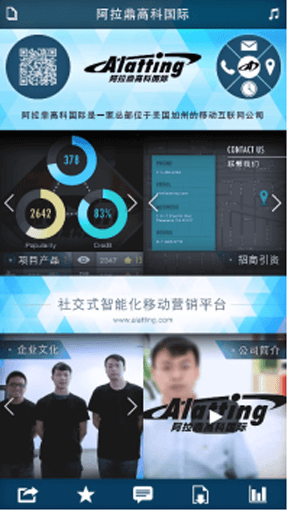 阿拉鼎高科国际
Alatting
阿拉鼎高科国际
阿拉鼎高科国际是一家总部位于美国加州的移动互联网公司
378
2642
83%
Popularity
Credit
项目产品
2547
CONTACT US
联系我们
招商引资
社交式智能化移动营销平台
www.alatting.com
企业文化
公司简介
Alatting
阿拉鼎高科国际